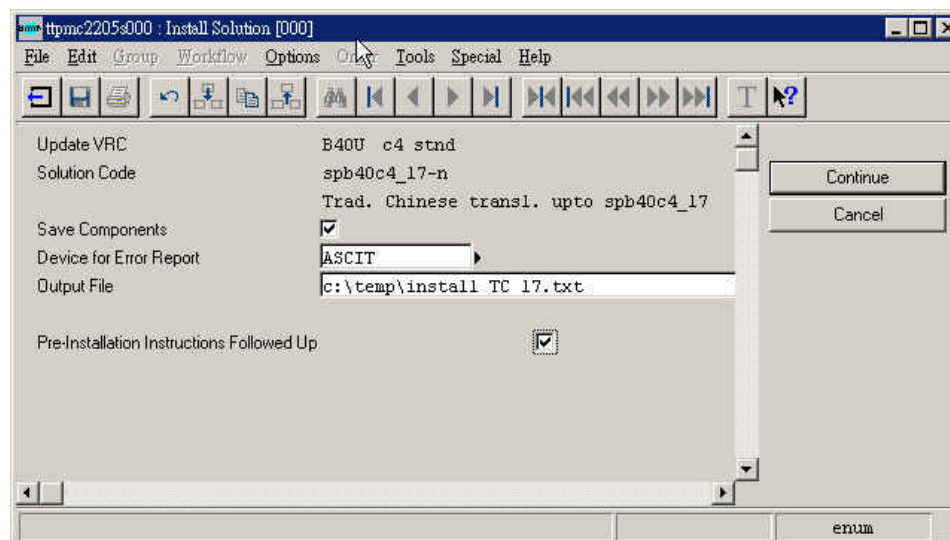 ttpmc2205s000 : Install Solution [000]
File Edit Group Workflow Options Order Tools Special Help
T ?
Update VRC B40U c4 stnd
Solution Code spb40c4_17-n
Trad. Chinese transl. upto spb40c4_17
Save Components
Device for Error Report ASCIT
Output File c:\temp\install TC 17.txt
Pre-Installation Instructions Followed Up
Continue
Cancel
enum